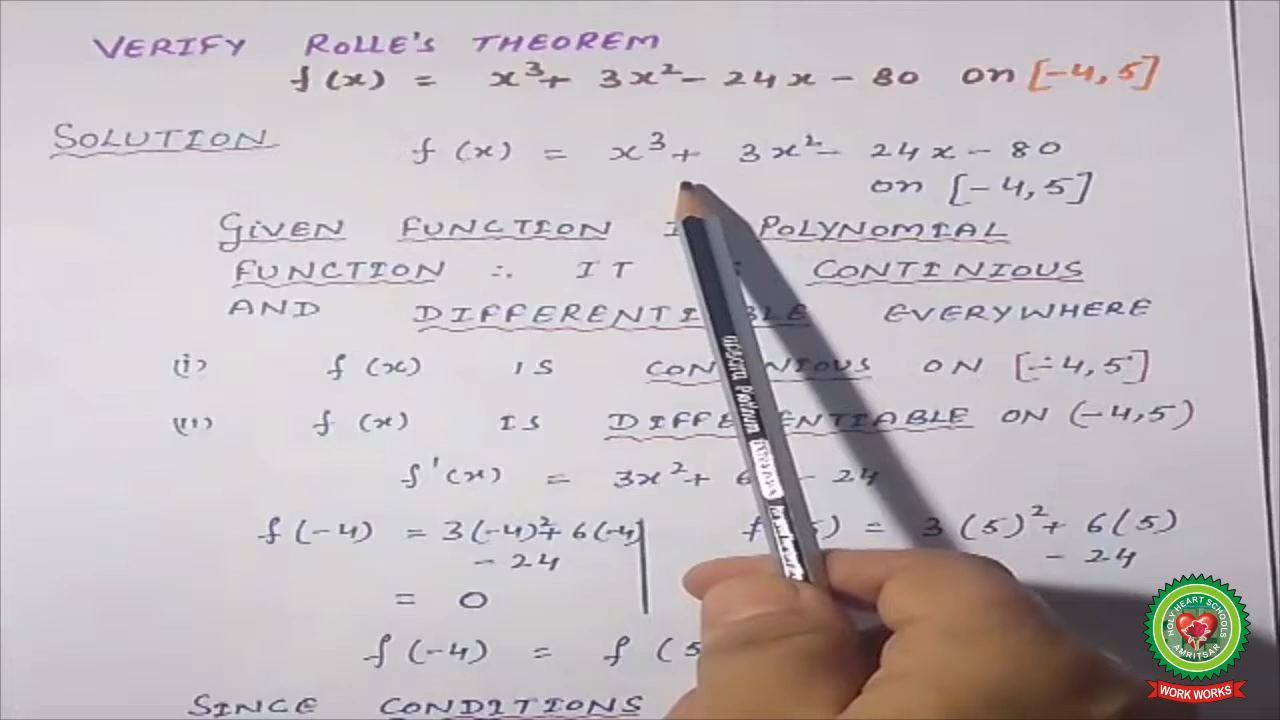 VERIFY ROLLE'S THEOREM
f(x) = x³+ 3x²- 24x - 80 on [-4, 5]
SOLUTION
f (x) = x³+ 3x²- 24x - 80
on [-4, 5]
GIVEN FUNCTION POLYNOMIAL
FUNCTION ∴ IT CONTINIOUS
AND EVERYWHERE
(i) f (x) IS ON [-4, 5]
(ii) f (x) IS ON (-4, 5)
f'(x) = 3x²+ 6 - 24
f(-4) = 3(-4)²+ 6(-4)
- 24
= 0
= 3(5)²+ 6(5)
- 24
f (-4) = f (5
SINCE CONDITIONS
HOLY HEART SCHOOLS
AMRITSAR
WORK WORKS